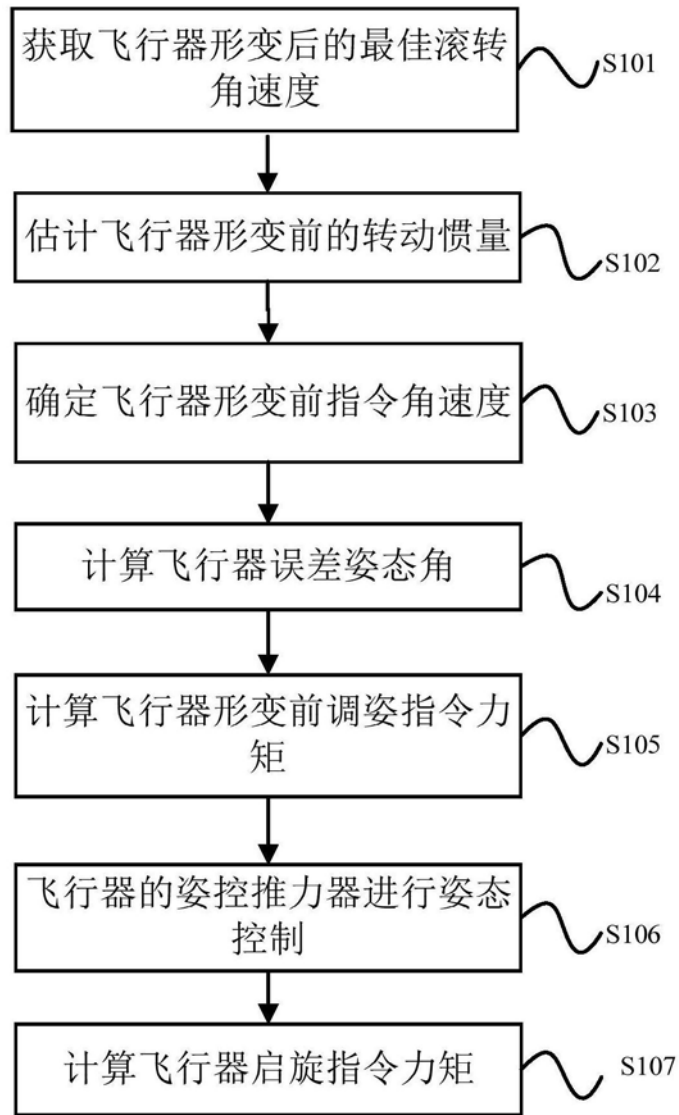 获取飞行器形变后的最佳滚转
角速度
S101
估计飞行器形变前的转动惯量
S102
确定飞行器形变前指令角速度
S103
计算飞行器误差姿态角
S104
计算飞行器形变前调姿指令力
矩
S105
飞行器的姿控推力器进行姿态
控制
S106
计算飞行器启旋指令力矩
S107